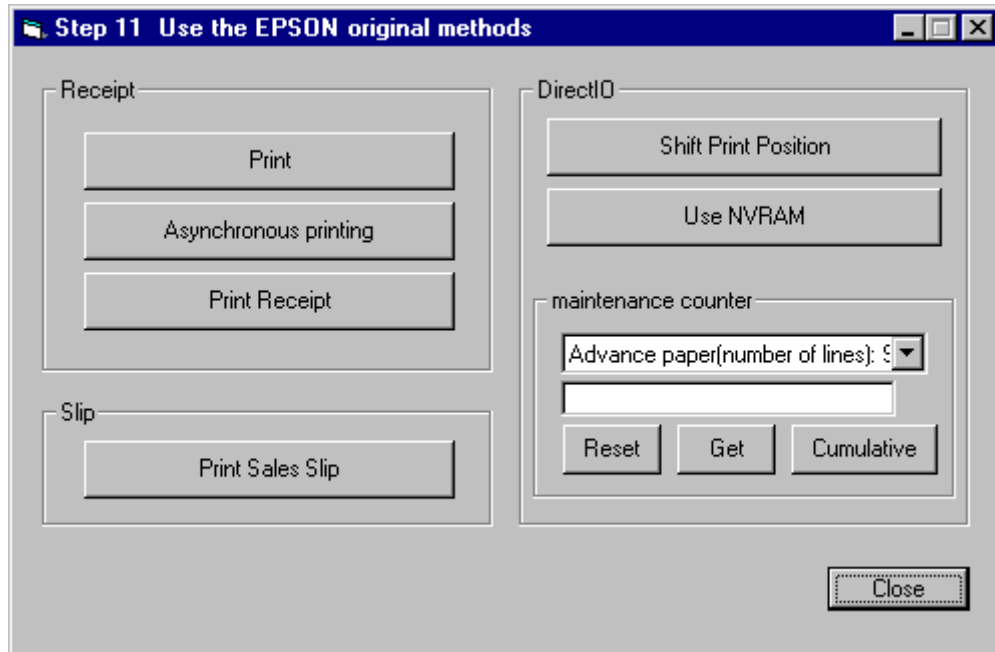 Step 11 Use the EPSON original methods
Receipt
Print
Asynchronous printing
Print Receipt
Slip
Print Sales Slip
DirectIO
Shift Print Position
Use NVRAM
maintenance counter
Advance paper(number of lines):
Reset Get Cumulative
Close